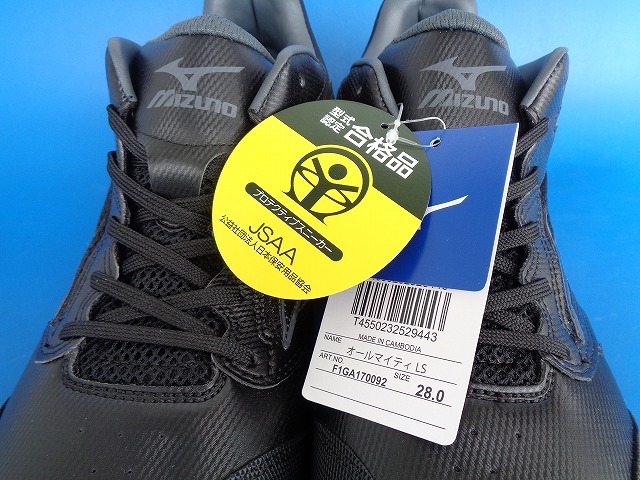 MIZUNO
MIZUNO
型式
認定
合格品
プロテクティブスニーカー
JSAA
公益社団法人日本保安用品協会
T4550232529443
MADE IN CAMBODIA
NAME
オールマイティ LS
ART.NO.
F1GA170092
SIZE
28.0